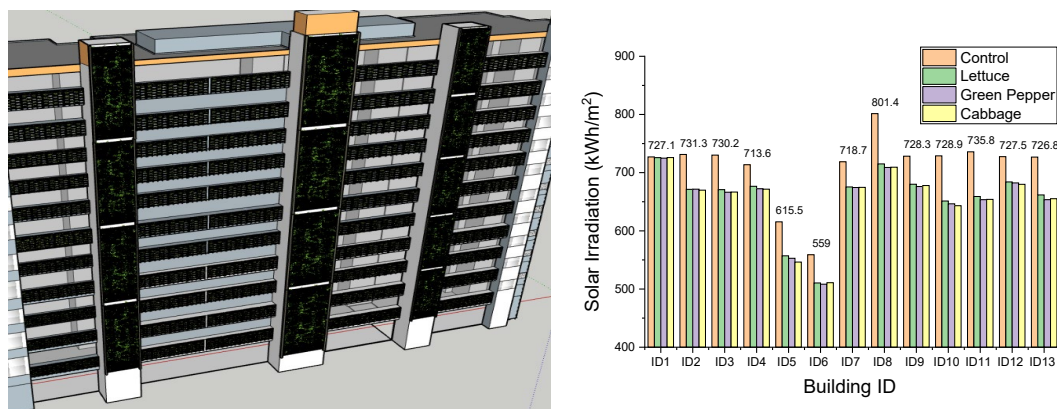 900
800
700
600
500
400
Solar Irradiation (kWh/m²)
Control
Lettuce
Green Pepper
Cabbage
727.1
731.3
730.2
713.6
615.5
559
718.7
801.4
728.3
728.9
735.8
727.5
726.8
ID1 ID2 ID3 ID4 ID5 ID6 ID7 ID8 ID9 ID10 ID11 ID12 ID13
Building ID